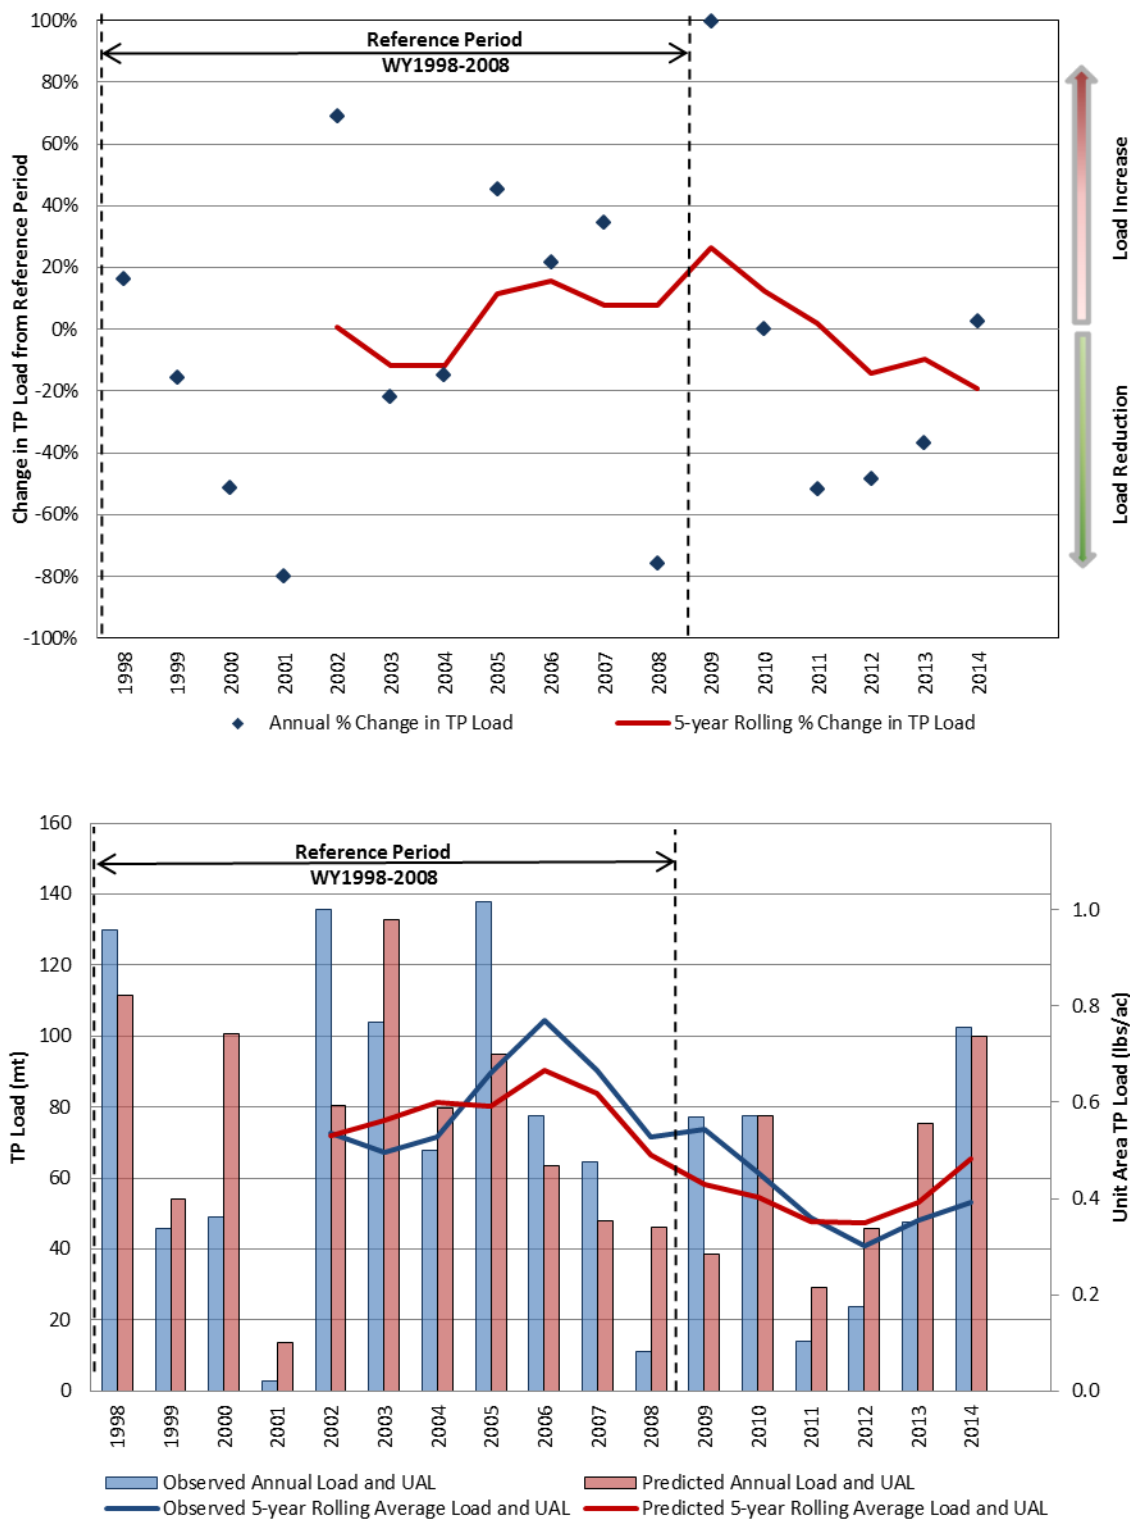 100%
80%
60%
40%
20%
0%
-20%
-40%
-60%
-80%
-100%
Change in TP Load from Reference Period
Reference Period
WY1998-2008
Load Increase
Load Reduction
1998 1999 2000 2001 2002 2003 2004 2005 2006 2007 2008 2009 2010 2011 2012 2013 2014
Annual % Change in TP Load 5-year Rolling % Change in TP Load
160
140
120
100
80
60
40
20
0
TP Load (mt)
Reference Period
WY1998-2008
1.0
0.8
0.6
0.4
0.2
0.0
Unit Area TP Load (lbs/ac)
1998 1999 2000 2001 2002 2003 2004 2005 2006 2007 2008 2009 2010 2011 2012 2013 2014
Observed Annual Load and UAL Predicted Annual Load and UAL
Observed 5-year Rolling Average Load and UAL Predicted 5-year Rolling Average Load and UAL